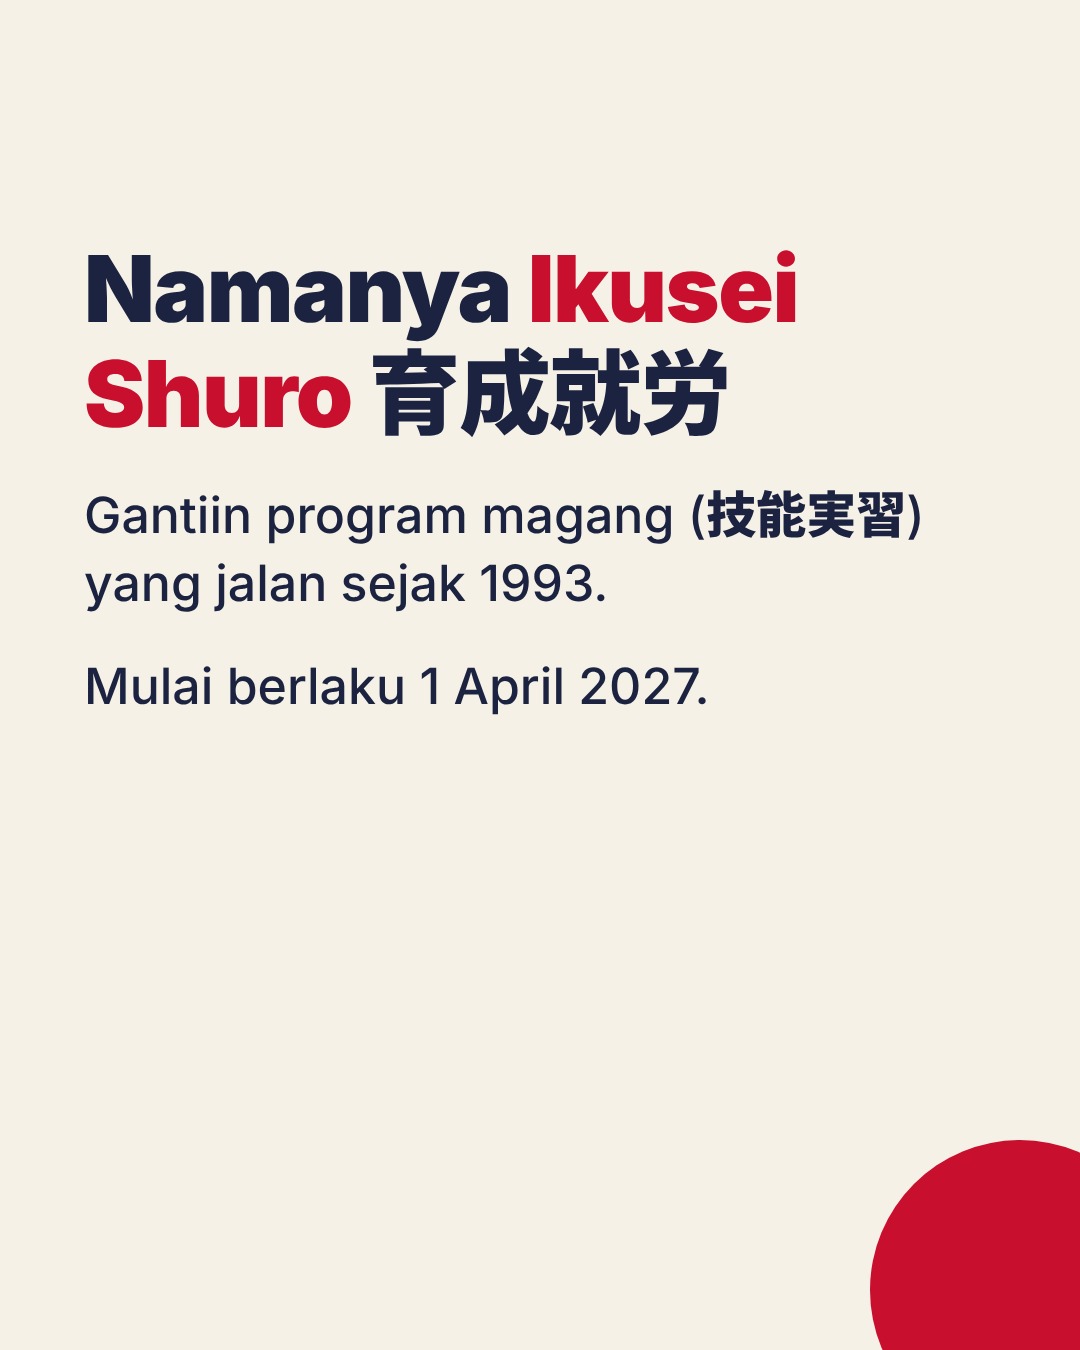 Namanya Ikusei
Shuro 育成就労
Gantiin program magang (技能実習)
yang jalan sejak 1993.
Mulai berlaku 1 April 2027.